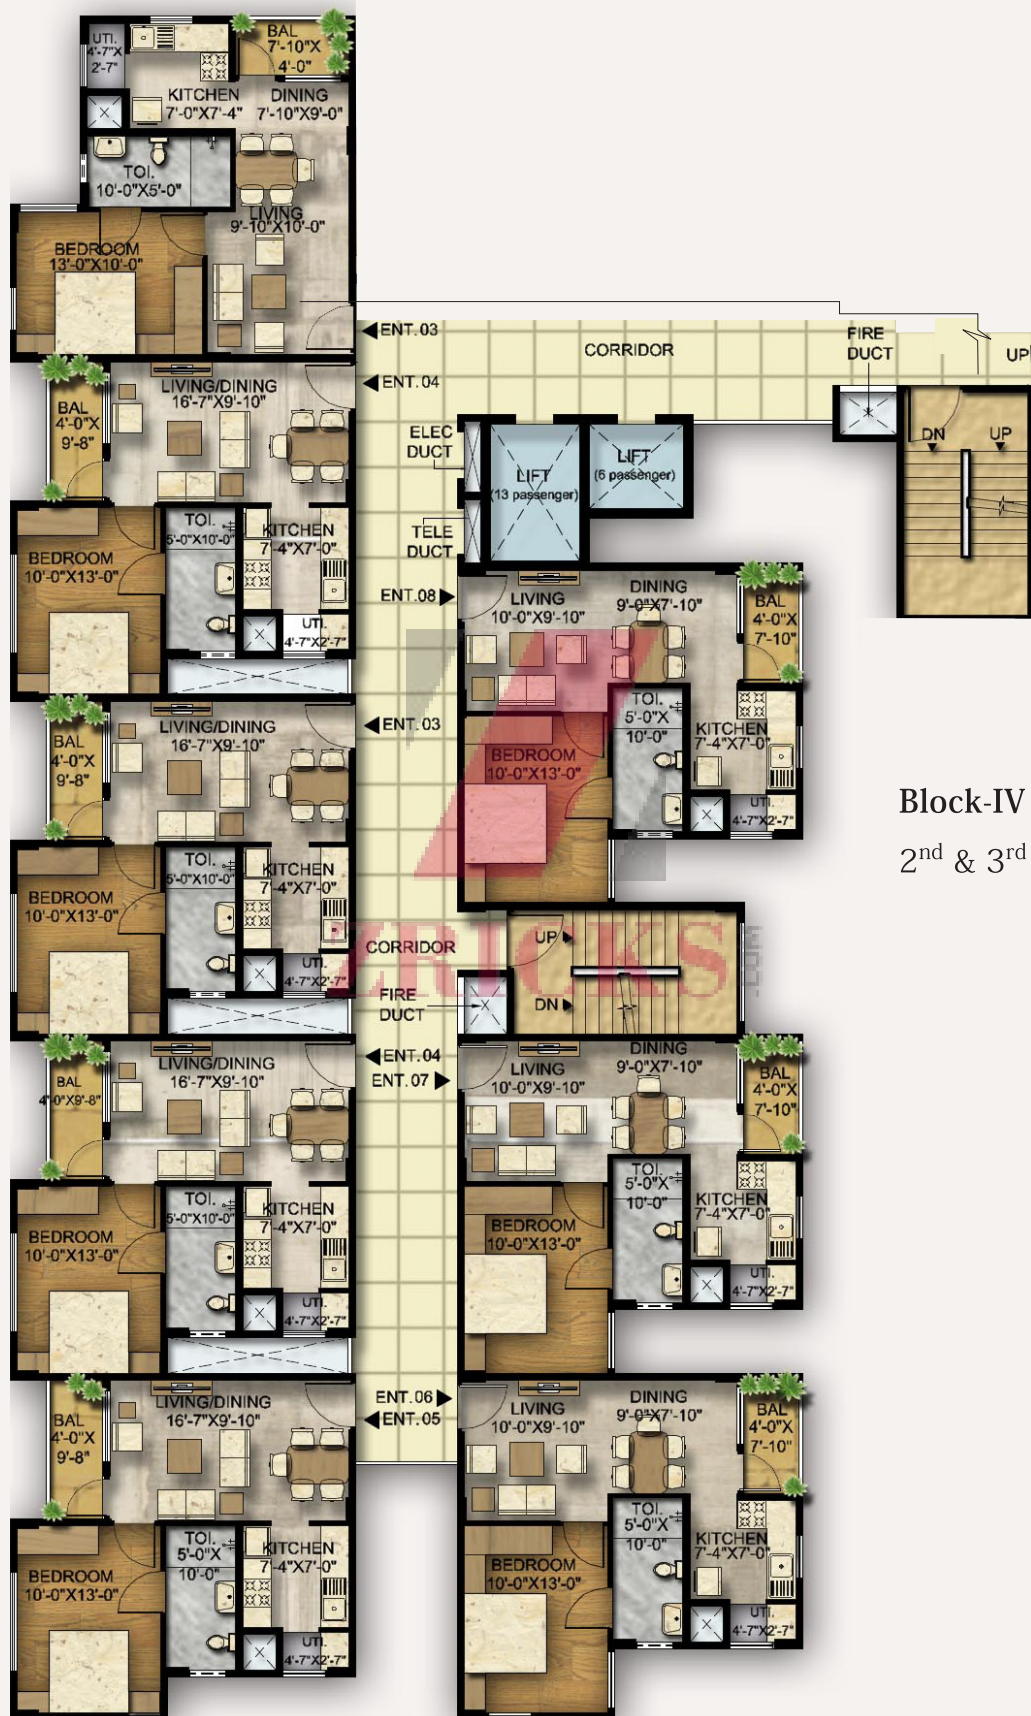 UTI.
4'-7"X
2'-7"
BAL
7'-10"X
4'-0"
KITCHEN
7'-0"X7'-4"
DINING
7'-10"X9'-0"
TOI.
10'-0"X5'-0"
LIVING
9'-10"X10'-0"
BEDROOM
13'-0"X10'-0"
ENT.03
CORRIDOR
FIRE
DUCT
UP
ENT.04
LIVING/DINING
16'-7"X9'-10"
BAL
4'-0"X
9'-8"
ELEC
DUCT
LIFT
(13 passenger)
LIFT
(6 passenger)
DN
UP
TOI.
5'-0"X10'-0"
KITCHEN
7'-4"X7'-0"
BEDROOM
10'-0"X13'-0"
UTI.
4'-7"X2'-7"
TELE
DUCT
ENT.08
LIVING
10'-0"X9'-10"
DINING
9'-0"X7'-10"
BAL
4'-0"X
7'-10"
TOI.
5'-0"X
10'-0"
KITCHEN
7'-4"X7'-0"
BEDROOM
10'-0"X13'-0"
UTI.
4'-7"X2'-7"
ENT.03
LIVING/DINING
16'-7"X9'-10"
BAL
4'-0"X
9'-8"
Block-IV
2nd & 3rd
TOI.
5'-0"X10'-0"
KITCHEN
7'-4"X7'-0"
BEDROOM
10'-0"X13'-0"
UTI.
4'-7"X2'-7"
CORRIDOR
UP
ZRICKS
FIRE
DUCT
DN
ENT.04
ENT.07
LIVING/DINING
16'-7"X9'-10"
BAL
4'-0"X9'-8"
LIVING
10'-0"X9'-10"
DINING
9'-0"X7'-10"
BAL
4'-0"X
7'-10"
TOI.
5'-0"X10'-0"
KITCHEN
7'-4"X7'-0"
BEDROOM
10'-0"X13'-0"
UTI.
4'-7"X2'-7"
TOI.
5'-0"X
10'-0"
KITCHEN
7'-4"X7'-0"
BEDROOM
10'-0"X13'-0"
UTI.
4'-7"X2'-7"
ENT.06
ENT.05
LIVING/DINING
16'-7"X9'-10"
BAL
4'-0"X
9'-8"
LIVING
10'-0"X9'-10"
DINING
9'-0"X7'-10"
BAL
4'-0"X
7'-10"
TOI.
5'-0"X
10'-0"
KITCHEN
7'-4"X7'-0"
BEDROOM
10'-0"X13'-0"
UTI.
4'-7"X2'-7"
TOI.
5'-0"X
10'-0"
KITCHEN
7'-4"X7'-0"
BEDROOM
10'-0"X13'-0"
UTI.
4'-7"X2'-7"